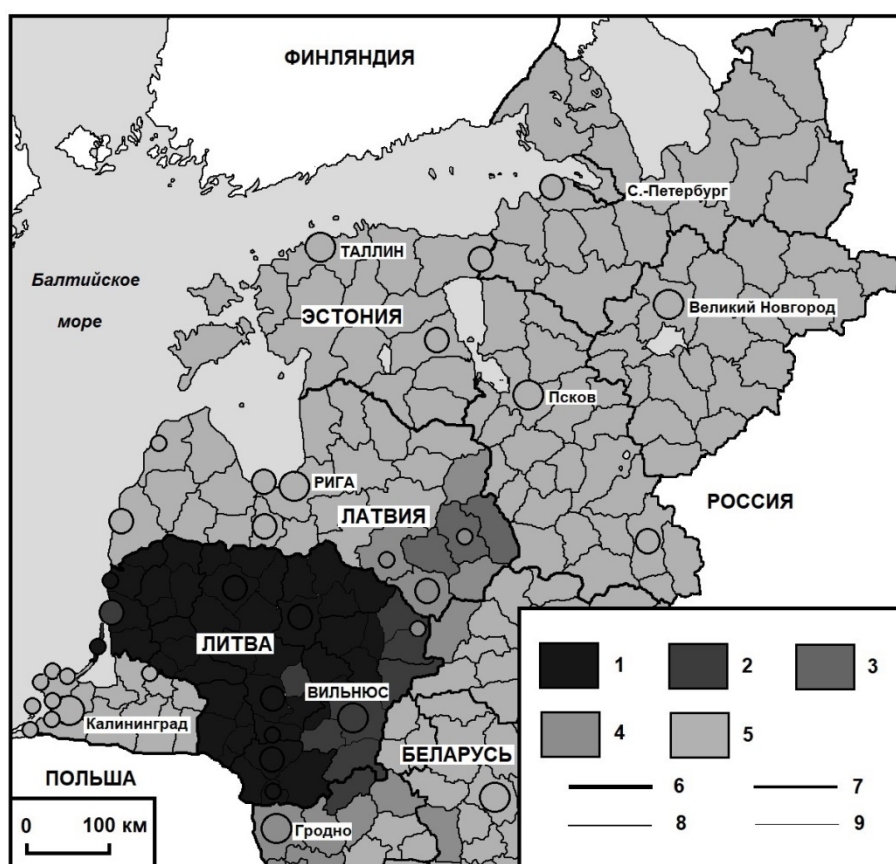 ФИНЛЯНДИЯ
С.-Петербург
ТАЛЛИН
Балтийское
море
ЭСТОНИЯ
Великий Новгород
Псков
РИГА
РОССИЯ
ЛАТВИЯ
ЛИТВА
ВИЛЬНЮС
Калининград
БЕЛАРУСЬ
ПОЛЬША
Гродно
0 100 км
1 2 3
4 5
6 7
8 9